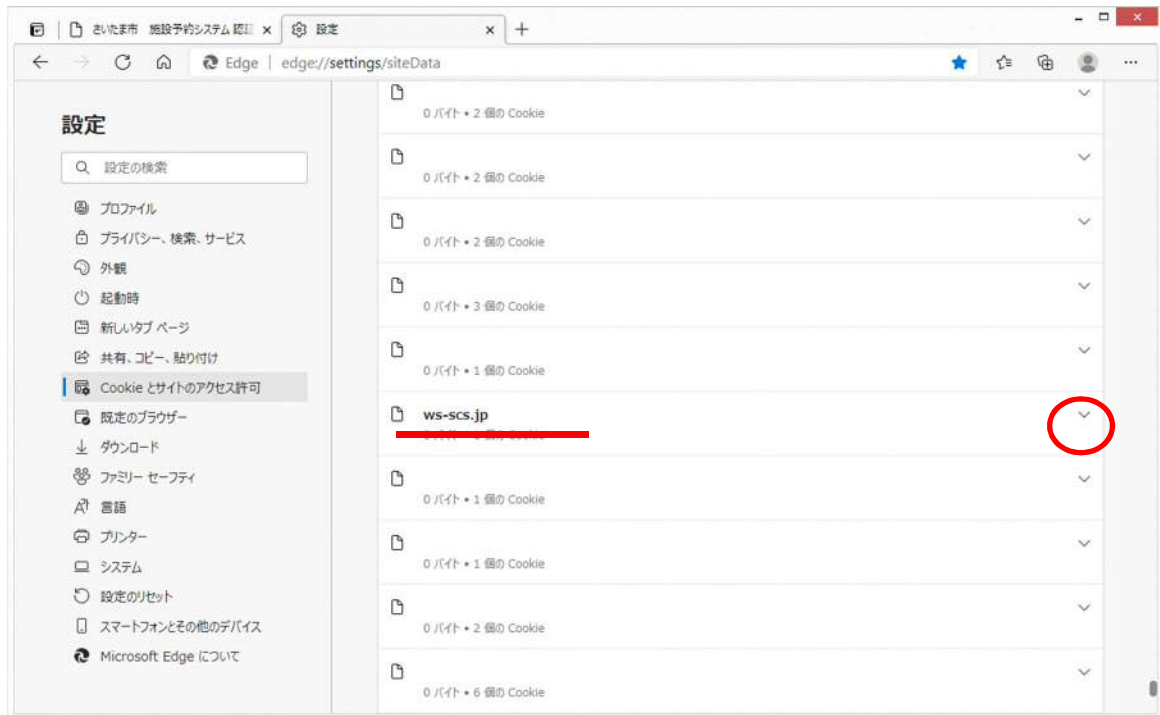 さいたま市 施設予約システム 認証
設定
Edge | edge://settings/siteData
設定
設定の検索
プロファイル
プライバシー、検索、サービス
外観
起動時
新しいタブ ページ
共有、コピー、貼り付け
Cookie とサイトのアクセス許可
既定のブラウザー
ダウンロード
ファミリー セーフティ
言語
プリンター
システム
設定のリセット
スマートフォンとその他のデバイス
Microsoft Edge について
0 バイト • 2 個の Cookie
0 バイト • 2 個の Cookie
0 バイト • 2 個の Cookie
0 バイト • 3 個の Cookie
0 バイト • 1 個の Cookie
ws-scs.jp
0 バイト • 1 個の Cookie
0 バイト • 1 個の Cookie
0 バイト • 2 個の Cookie
0 バイト • 6 個の Cookie